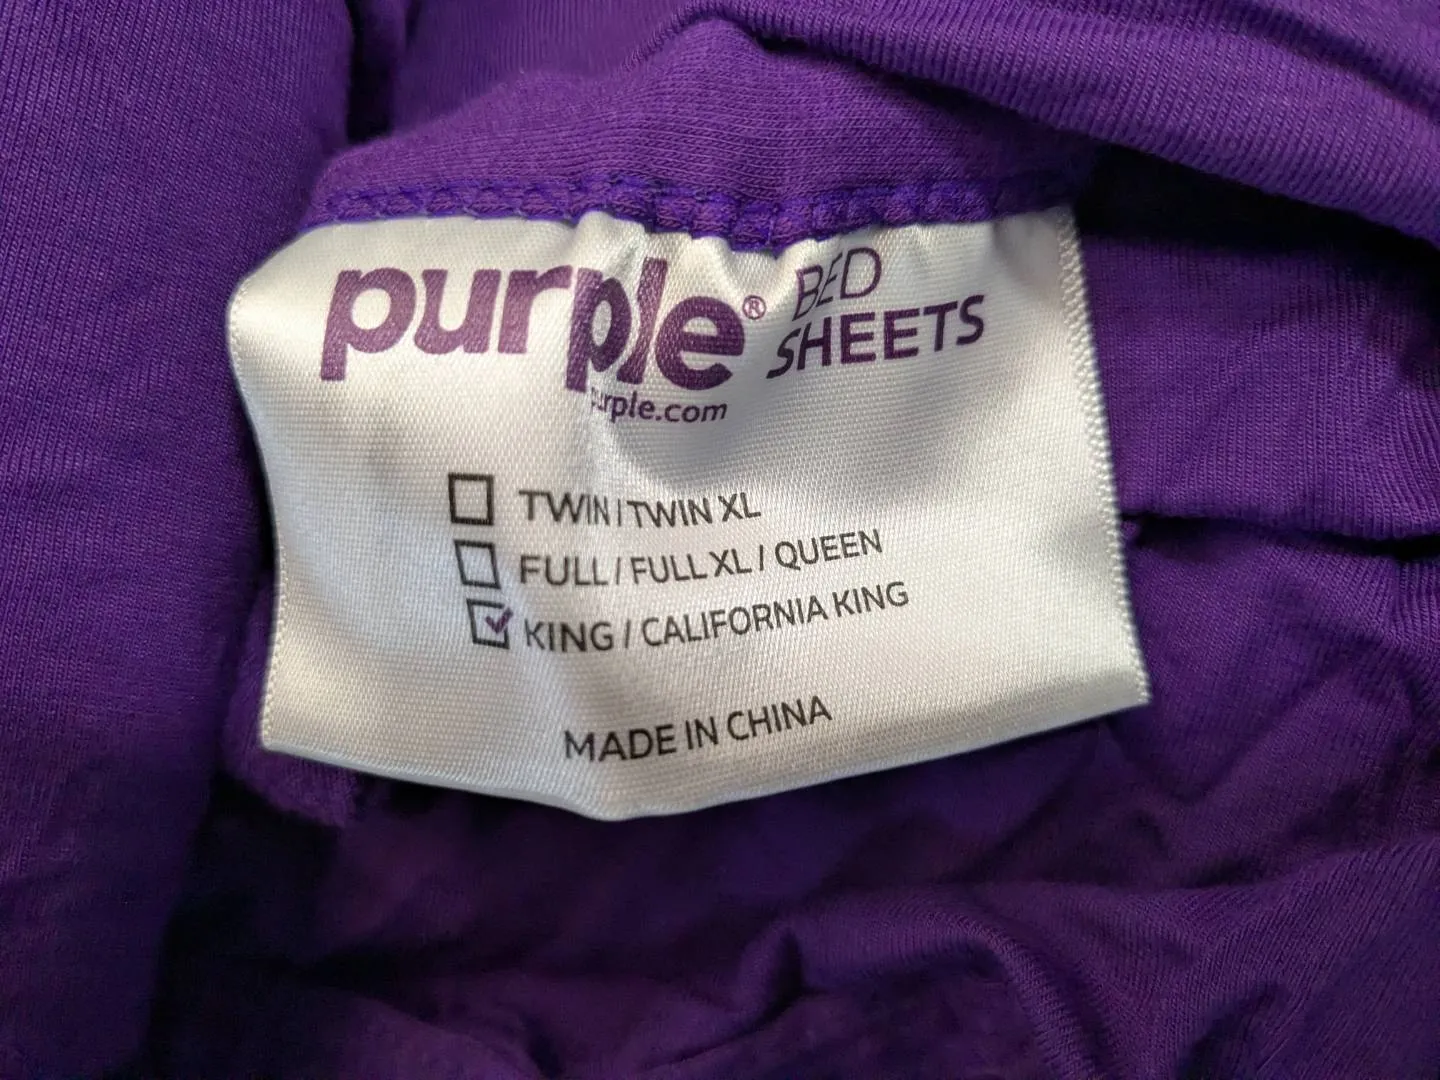 purple® BED
SHEETS
purple.com
TWIN / TWIN XL
FULL / FULL XL / QUEEN
KING / CALIFORNIA KING
MADE IN CHINA